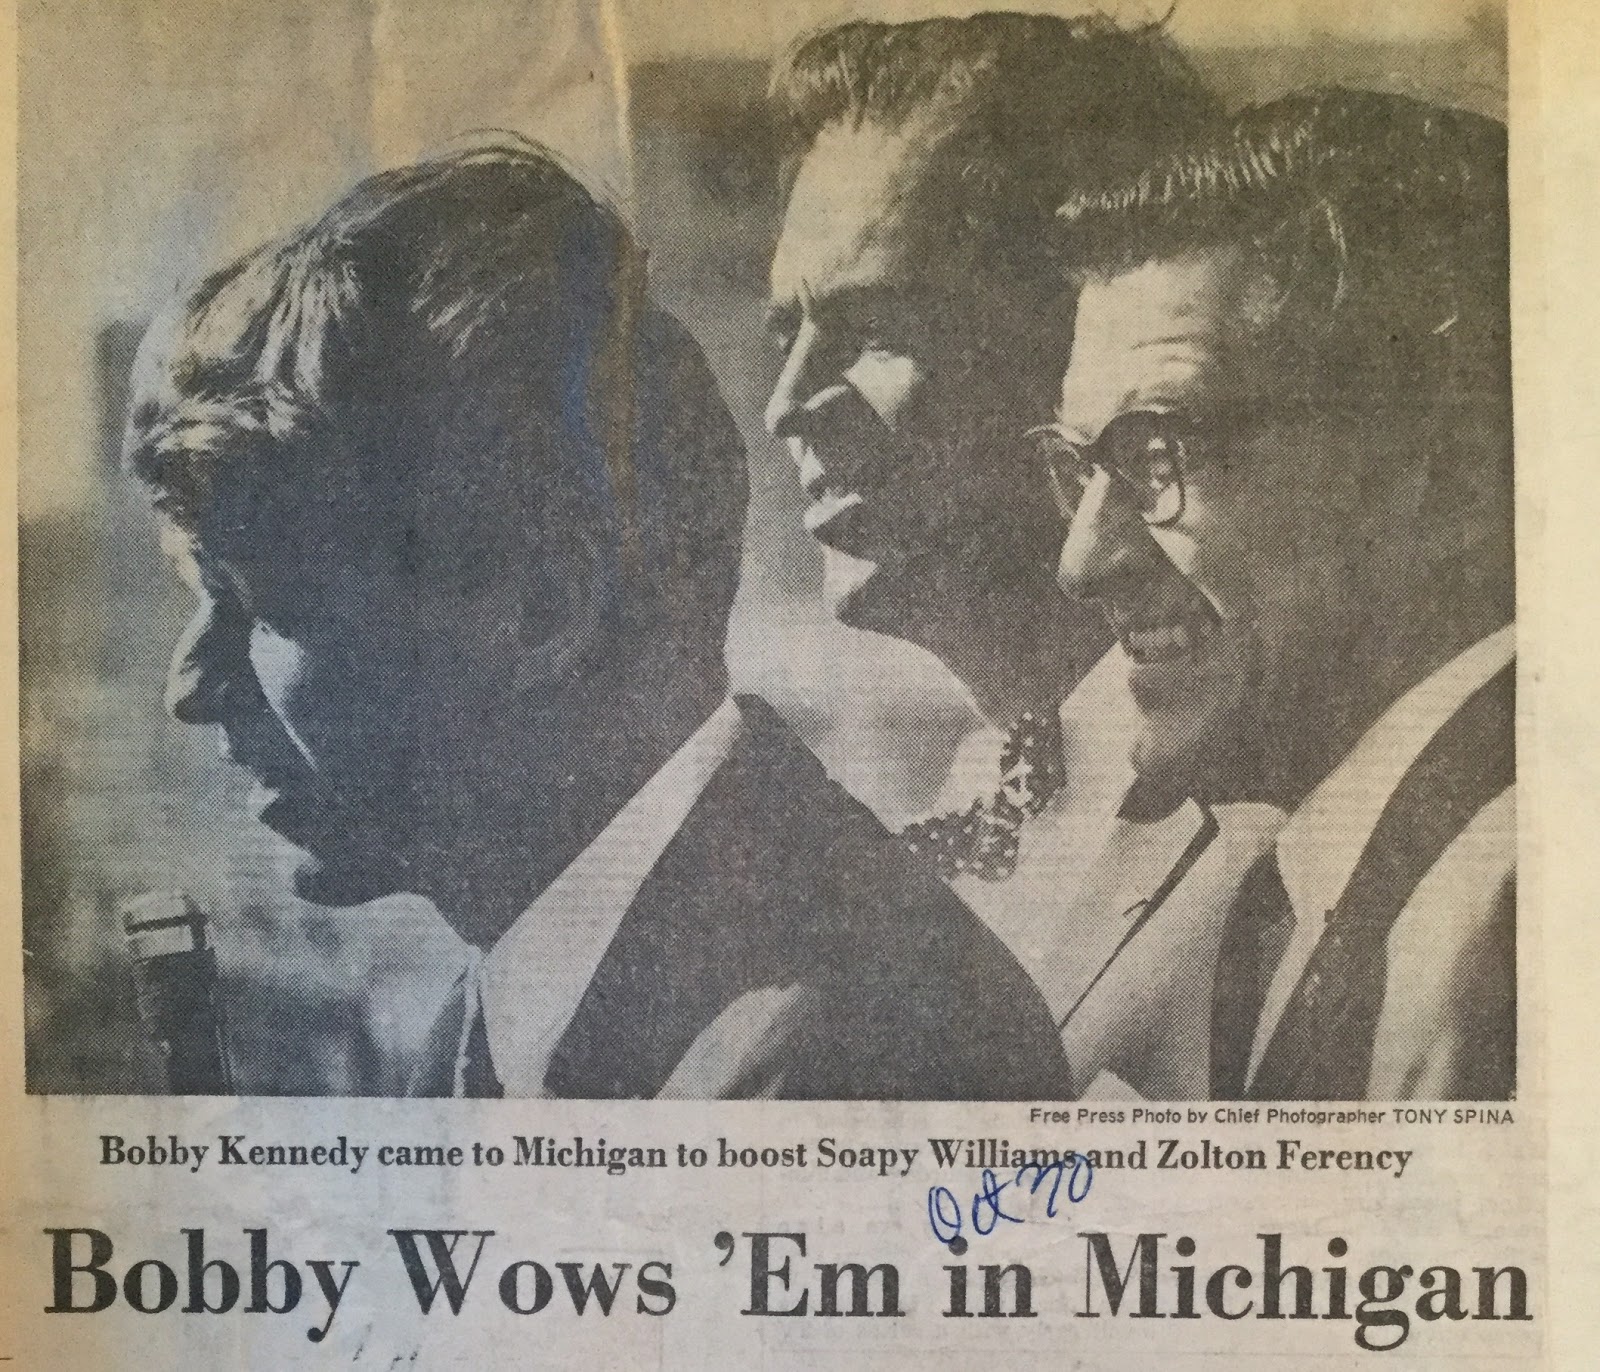 Free Press Photo by Chief Photographer TONY SPINA
Bobby Kennedy came to Michigan to boost Soapy Williams and Zolton Ferency
Oct
Bobby Wows ’Em in Michigan